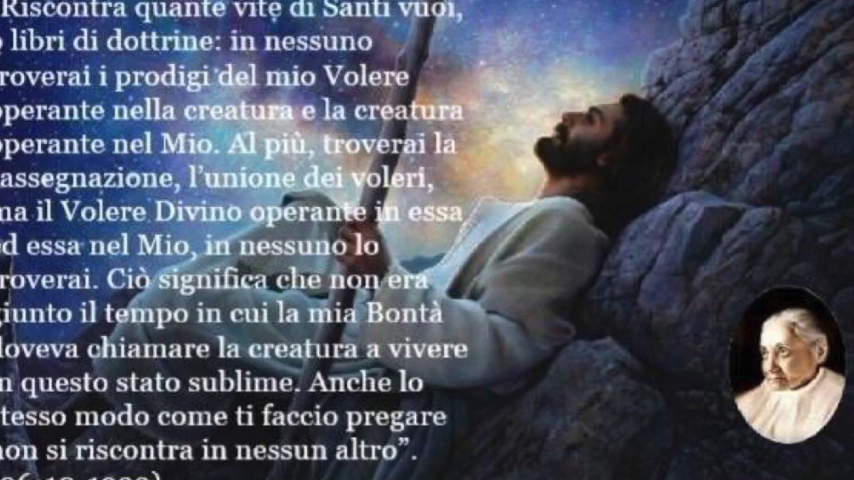 Riscontra quante vite di Santi vuoi,
o libri di dottrine: in nessuno
roverai i prodigi del mio Volere
operante nella creatura e la creatura
operante nel Mio. Al più, troverai la
assegnazione, l'unione dei voleri,
ma il Volere Divino operante in essa
ed essa nel Mio, in nessuno lo
roverai. Ciò significa che non era
giunto il tempo in cui la mia Bontà
doveva chiamare la creatura a vivere
in questo stato sublime. Anche lo
tesso modo come ti faccio pregare
non si riscontra in nessun altro”.